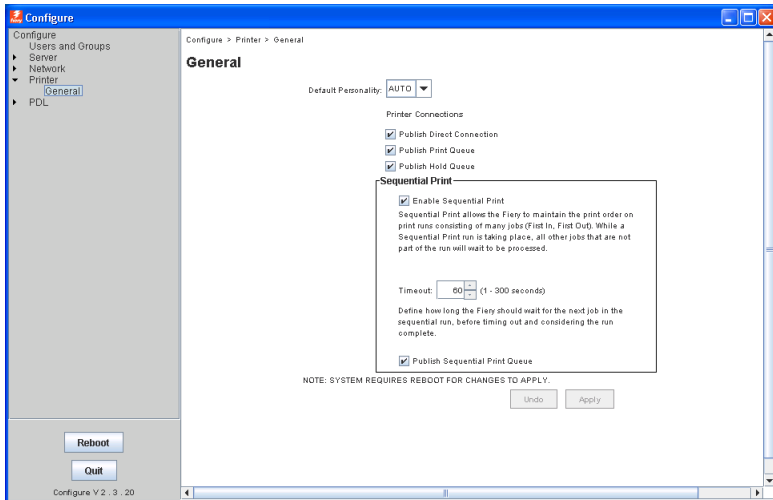 Configure
Fiery
Configure
Users and Groups
Server
Network
Printer
General
PDL
Reboot
Quit
Configure V 2 . 3 . 20
Configure > Printer > General
General
Default Personality: AUTO
Printer Connections
Publish Direct Connection
Publish Print Queue
Publish Hold Queue
Sequential Print
Enable Sequential Print
Sequential Print allows the Fiery to maintain the print order on
print runs consisting of many jobs (First In, First Out). While a
Sequential Print run is taking place, all other jobs that are not
part of the run will wait to be processed.
Timeout: 60 (1 - 300 seconds)
Define how long the Fiery should wait for the next job in the
sequential run, before timing out and considering the run
complete.
Publish Sequential Print Queue
NOTE: SYSTEM REQUIRES REBOOT FOR CHANGES TO APPLY.
Undo Apply